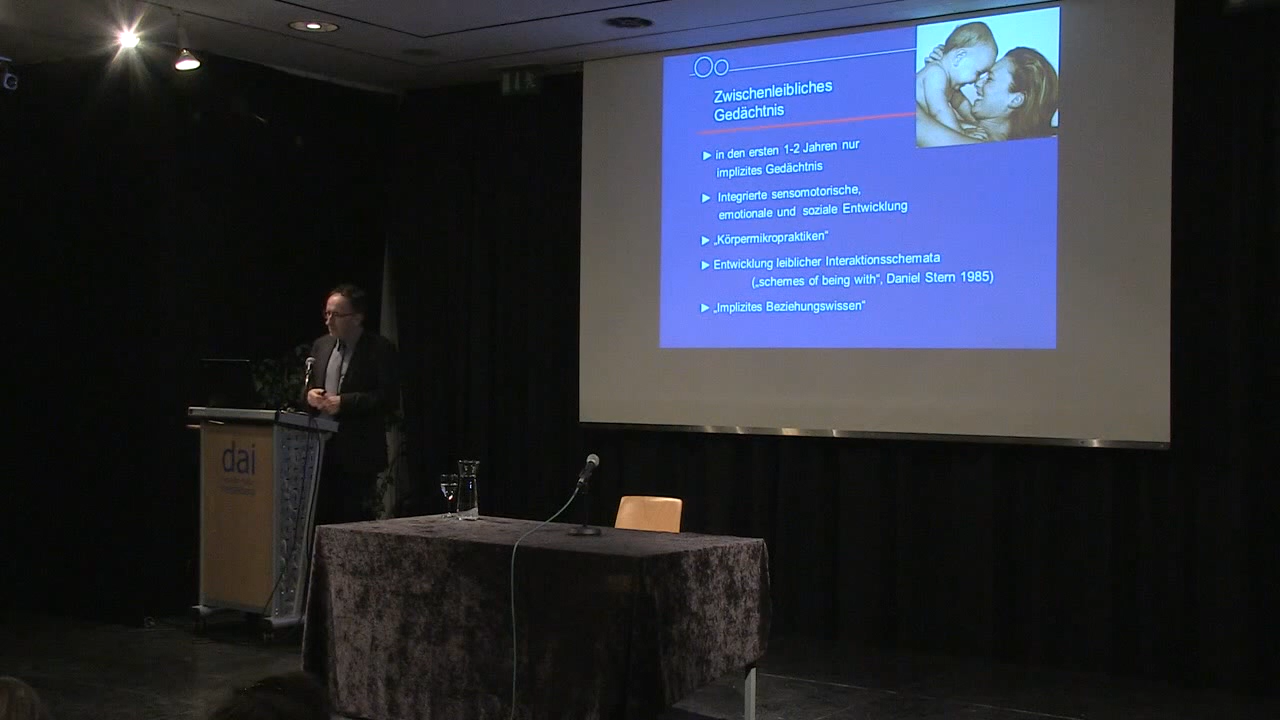 Zwischenleibliches
Gedächtnis
► in den ersten 1-2 Jahren nur
implizites Gedächtnis
► Integrierte sensomotorische,
emotionale und soziale Entwicklung
► „Körpermikropraktiken“
► Entwicklung leiblicher Interaktionsschemata
(„schemes of being with“, Daniel Stern 1985)
► „Implizites Beziehungswissen“
dai